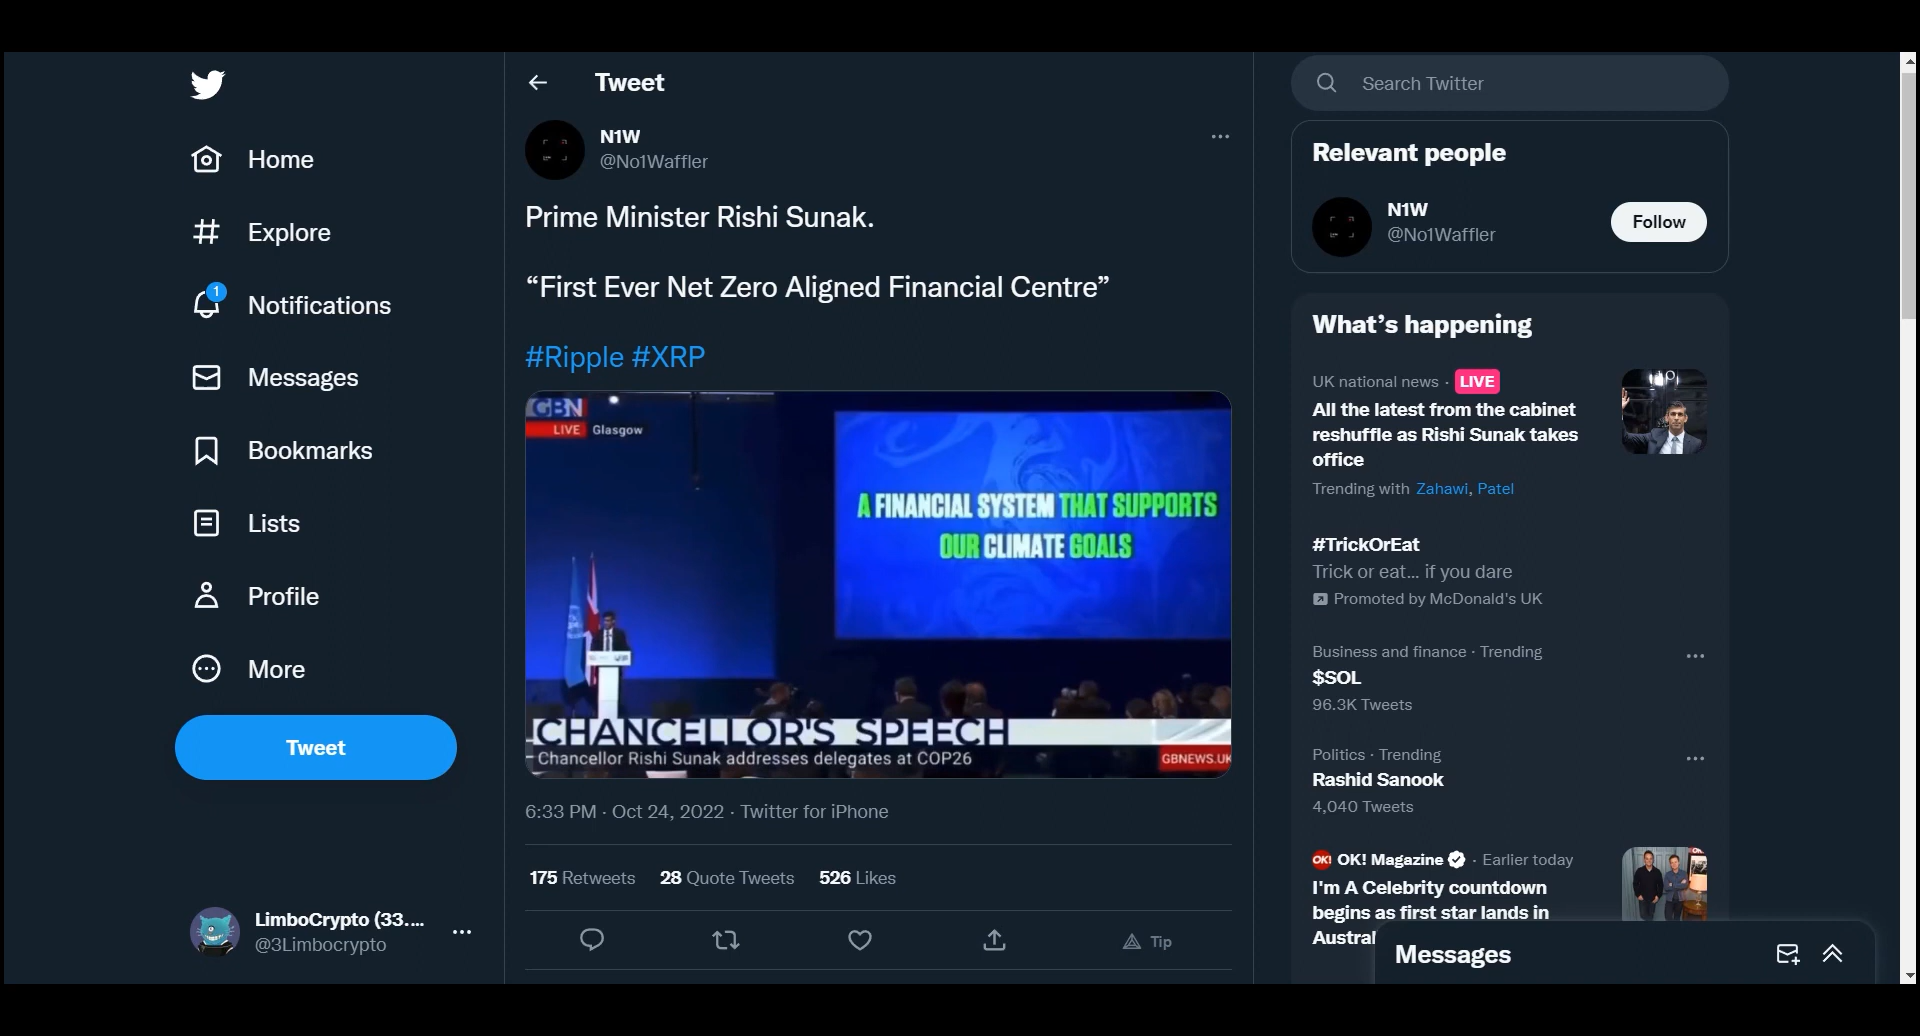 Home
Explore
1
Notifications
Messages
Bookmarks
Lists
Profile
More
Tweet
LimboCrypto (33....
@3Limbocrypto
Tweet
N1W
@No1Waffler
Prime Minister Rishi Sunak.
“First Ever Net Zero Aligned Financial Centre”
#Ripple #XRP
GBN
LIVE Glasgow
A FINANCIAL SYSTEM THAT SUPPORTS
OUR CLIMATE GOALS
CHANCELLOR'S SPEECH
Chancellor Rishi Sunak addresses delegates at COP26
GBNEWS.UK
6:33 PM · Oct 24, 2022 · Twitter for iPhone
175 Retweets 28 Quote Tweets 526 Likes
Tip
Search Twitter
Relevant people
N1W
@No1Waffler
Follow
What’s happening
UK national news · LIVE
All the latest from the cabinet
reshuffle as Rishi Sunak takes
office
Trending with Zahawi, Patel
#TrickOrEat
Trick or eat... if you dare
Promoted by McDonald's UK
Business and finance · Trending
$SOL
96.3K Tweets
Politics · Trending
Rashid Sanook
4,040 Tweets
OK! OK! Magazine · Earlier today
I'm A Celebrity countdown
begins as first star lands in
Austral
Messages